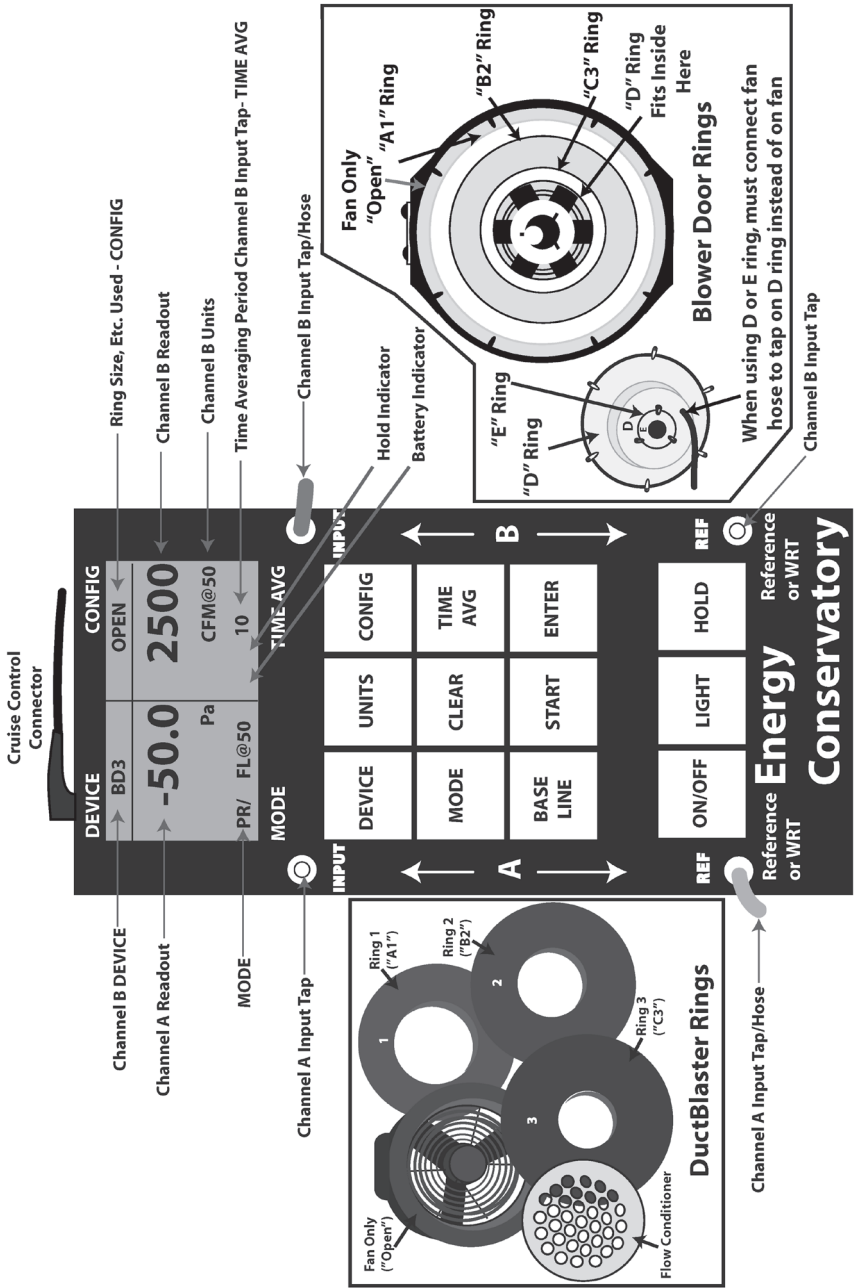 Cruise Control
Connector
Channel B DEVICE
Channel A Readout
MODE
Channel A Input Tap
Ring Size, Etc. Used - CONFIG
Channel B Readout
Channel B Units
Time Averaging Period Channel B Input Tap- TIME AVG
Hold Indicator
Battery Indicator
Channel B Input Tap/Hose
DEVICE
CONFIG
BD3
OPEN
-50.0
2500
Pa
CFM@50
PR/ FL@50
10
MODE
TIME AVG
INPUT
INPUT
DEVICE
UNITS
CONFIG
MODE
CLEAR
TIME
AVG
BASE
LINE
START
ENTER
A
B
ON/OFF
LIGHT
HOLD
REF
REF
Reference
or WRT
Reference
or WRT
Energy
Conservatory
Channel A Input Tap/Hose
Channel B Input Tap
Ring 1
("A1")
Ring 2
("B2")
Ring 3
("C3")
1
2
3
Fan Only
("Open")
Flow Conditioner
DuctBlaster Rings
Fan Only
"Open"
"A1" Ring
"B2" Ring
"C3" Ring
"D" Ring
Fits Inside
Here
"E" Ring
"D" Ring
D
E
Blower Door Rings
When using D or E ring, must connect fan
hose to tap on D ring instead of on fan